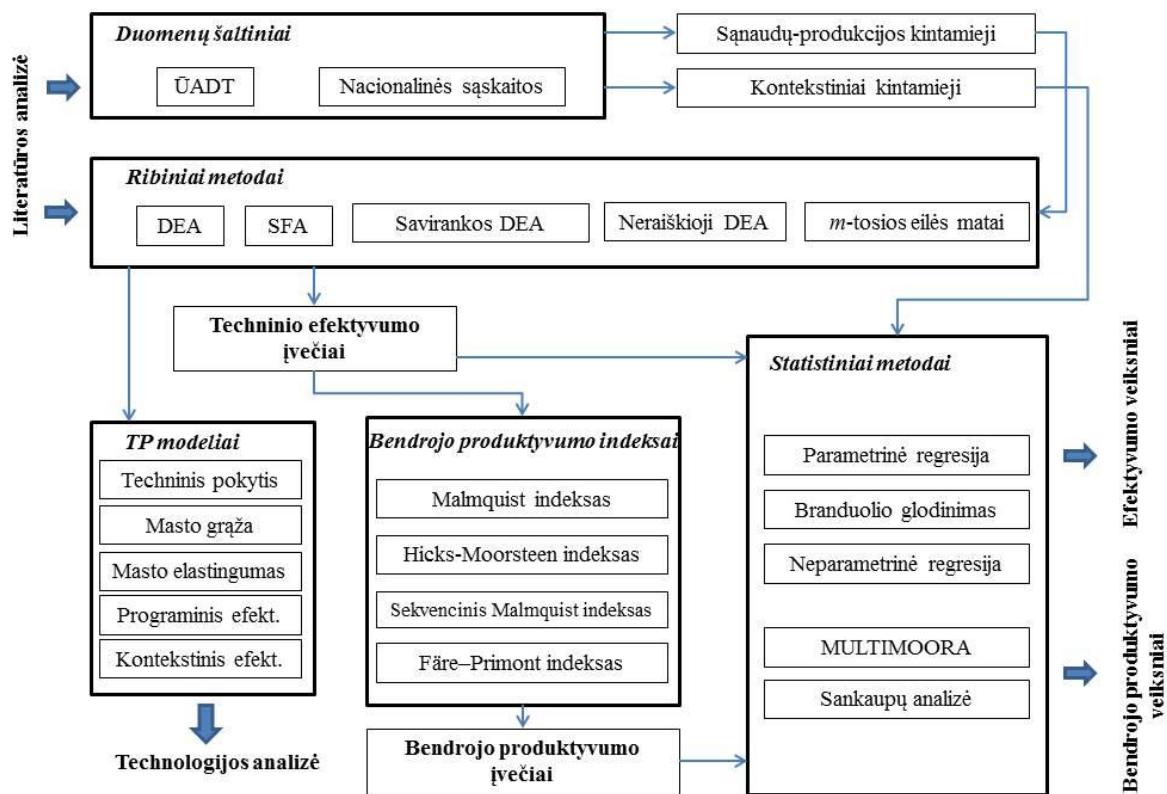 Literatūros analizė
Duomenų šaltiniai
ŪADT
Nacionalinės sąskaitos
Sąnaudų-produkcijos kintamieji
Kontekstiniai kintamieji
Ribiniai metodai
DEA
SFA
Savirankos DEA
Neraiškioji DEA
m-tosios eilės matai
Techninio efektyvumo
įvečiai
TP modeliai
Techninis pokytis
Masto grąža
Masto elastingumas
Programinis efekt.
Kontekstinis efekt.
Technologijos analizė
Bendrojo produktyvumo indeksai
Malmquist indeksas
Hicks-Moorsteen indeksas
Sekvencinis Malmquist indeksas
Färe–Primont indeksas
Bendrojo produktyvumo
įvečiai
Statistiniai metodai
Parametrinė regresija
Branduolio glodinimas
Neparametrinė regresija
MULTIMOORA
Sankaupų analizė
Efektyvumo veiksniai
Bendrojo produktyvumo
veiksniai